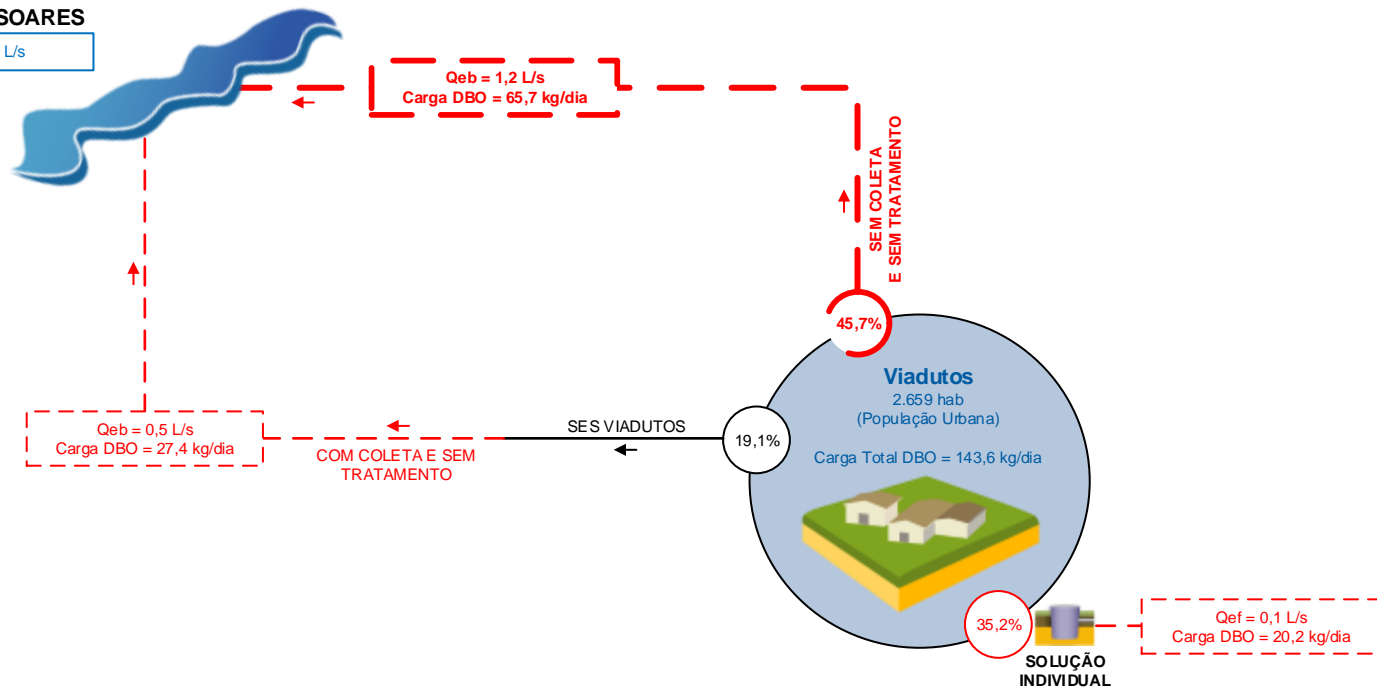 SOARES
L/s
Qeb = 1,2 L/s
Carga DBO = 65,7 kg/dia
SEM COLETA
E SEM TRATAMENTO
45,7%
Viadutos
2.659 hab
(População Urbana)
Carga Total DBO = 143,6 kg/dia
Qeb = 0,5 L/s
Carga DBO = 27,4 kg/dia
COM COLETA E SEM
TRATAMENTO
SES VIADUTOS
19,1%
35,2%
SOLUÇÃO
INDIVIDUAL
Qef = 0,1 L/s
Carga DBO = 20,2 kg/dia